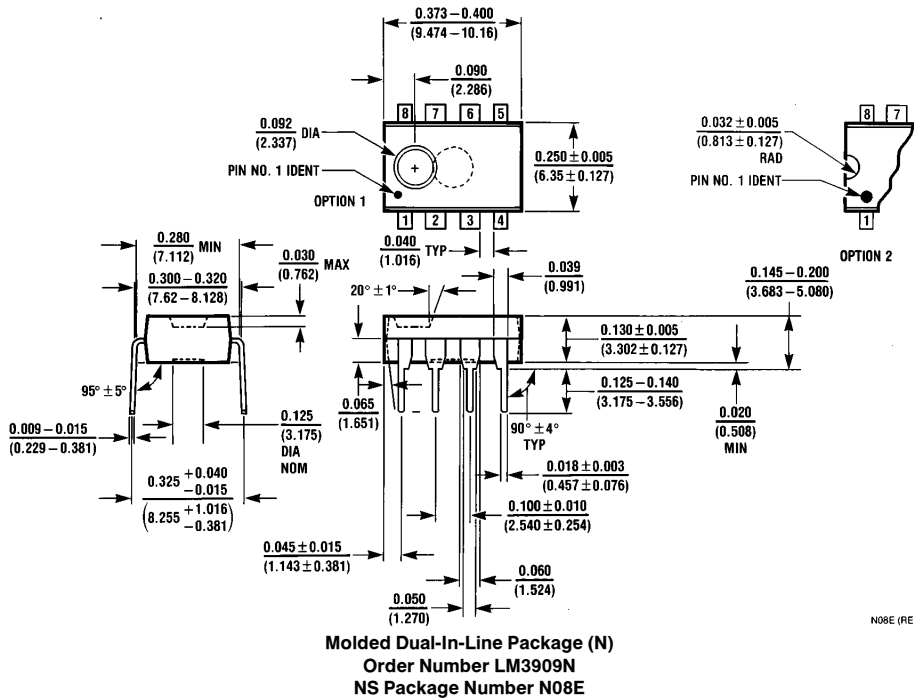 0.373 – 0.400
(9.474 – 10.16)
0.090
(2.286)
8 7 6 5
0.092 DIA
(2.337)
PIN NO. 1 IDENT
OPTION 1
1 2 3 4
0.250 ± 0.005
(6.35 ± 0.127)
0.032 ± 0.005
(0.813 ± 0.127)
RAD
PIN NO. 1 IDENT
8 7
1
OPTION 2
0.280 MIN
(7.112)
0.300 – 0.320
(7.62 – 8.128)
0.030 MAX
(0.762)
0.040 TYP
(1.016)
0.039
(0.991)
20° ± 1°
0.145 – 0.200
(3.683 – 5.080)
0.130 ± 0.005
(3.302 ± 0.127)
95° ± 5°
0.065
(1.651)
0.125 – 0.140
(3.175 – 3.556)
90° ± 4°
TYP
0.020
(0.508)
MIN
0.009 – 0.015
(0.229 – 0.381)
0.125
(3.175)
DIA
NOM
0.325 +0.040
−0.015
(8.255 +1.016
−0.381)
0.018 ± 0.003
(0.457 ± 0.076)
0.100 ± 0.010
(2.540 ± 0.254)
0.045 ± 0.015
(1.143 ± 0.381)
0.060
(1.524)
0.050
(1.270)
N08E (RE
Molded Dual-In-Line Package (N)
Order Number LM3909N
NS Package Number N08E